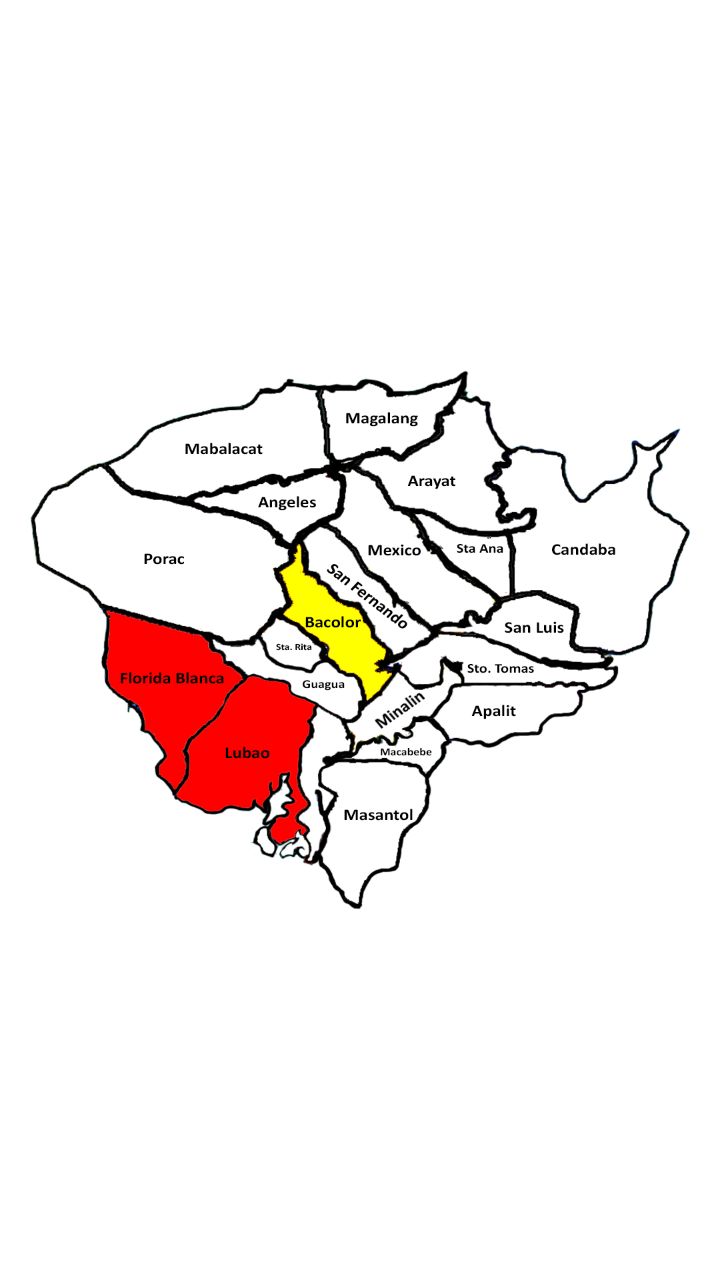 Magalang
Mabalacat
Arayat
Angeles
Mexico
Sta Ana
Candaba
Porac
San Fernando
Bacolor
San Luis
Sta. Rita
Sto. Tomas
Florida Blanca
Guagua
Minalin
Apalit
Lubao
Macabebe
Masantol